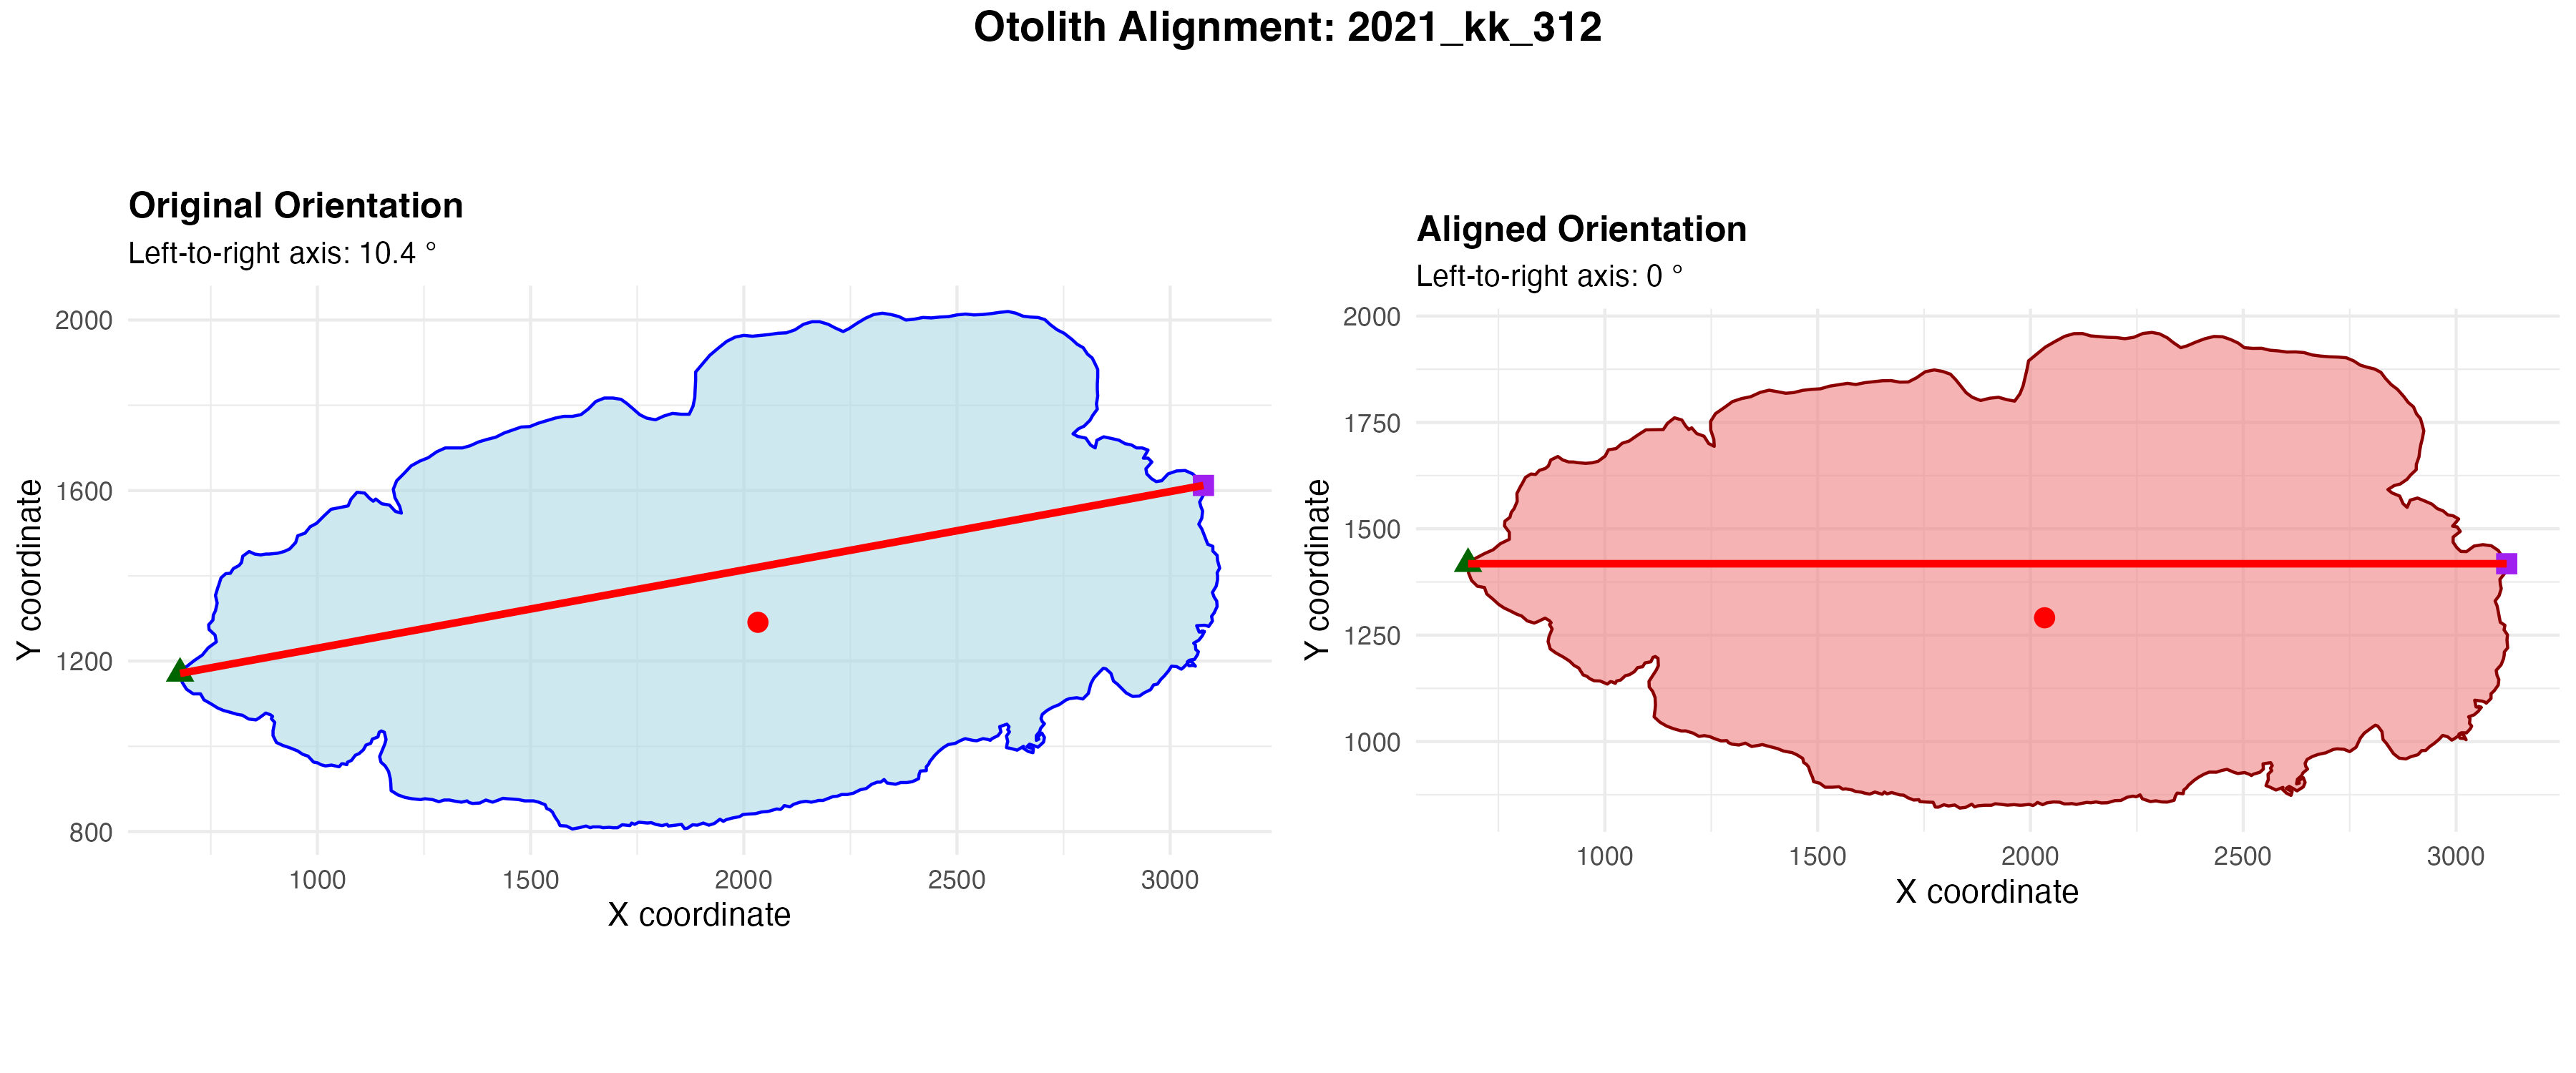 Otolith Alignment: 2021_kk_312
Original Orientation
Left-to-right axis: 10.4 °
2000
1600
1200
800
Y coordinate
1000 1500 2000 2500 3000
X coordinate
Aligned Orientation
Left-to-right axis: 0 °
2000
1750
1500
1250
1000
Y coordinate
1000 1500 2000 2500 3000
X coordinate